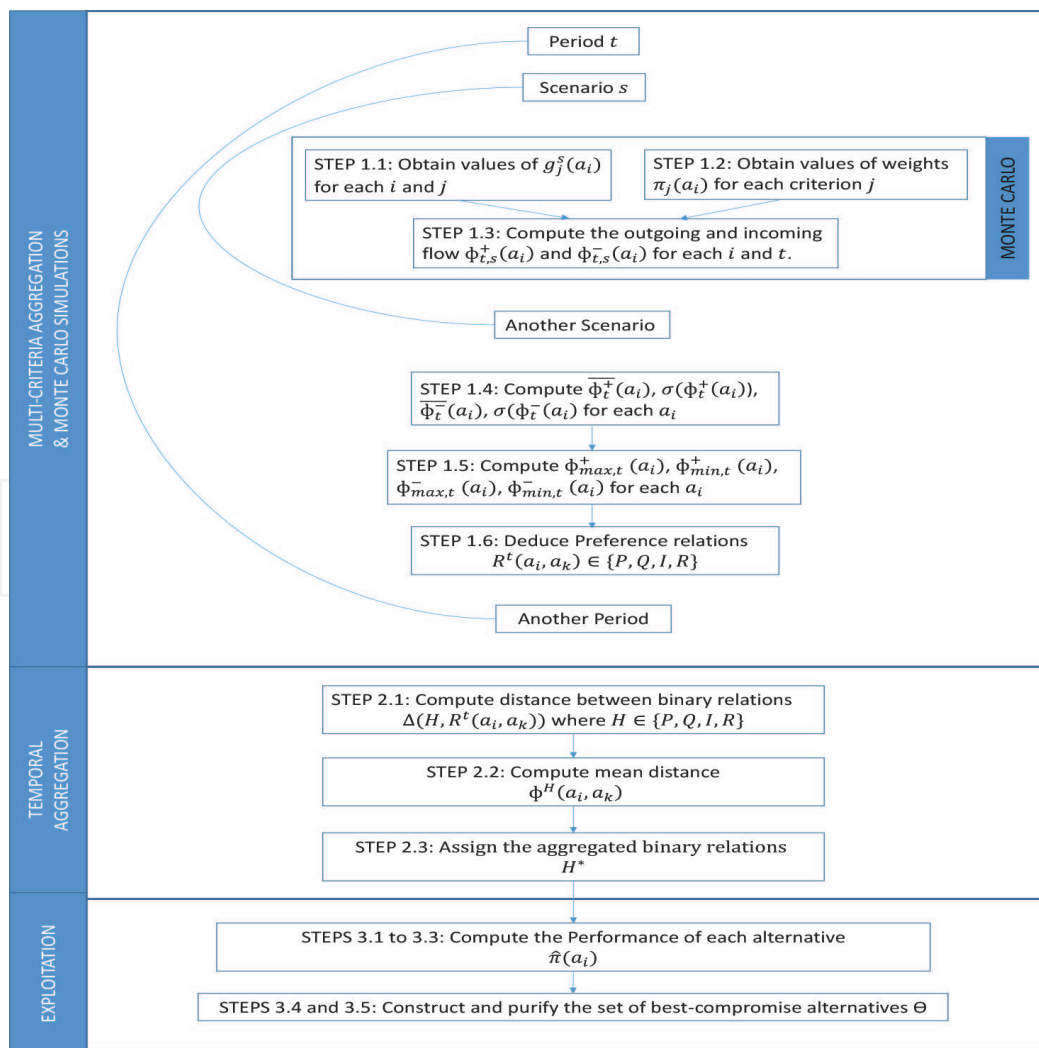 MULTI-CRITERIA AGGREGATION
& MONTE CARLO SIMULATIONS
Period t
Scenario s
STEP 1.1: Obtain values of g_j^s(a_i)
for each i and j
STEP 1.2: Obtain values of weights
π_j(a_i) for each criterion j
STEP 1.3: Compute the outgoing and incoming
flow ϕ_{t,s}^+(a_i) and ϕ_{t,s}^-(a_i) for each i and t.
MONTE CARLO
Another Scenario
STEP 1.4: Compute \overline{ϕ_t^+}(a_i), σ(ϕ_t^+(a_i)),
\overline{ϕ_t^-}(a_i), σ(ϕ_t^-(a_i) for each a_i
STEP 1.5: Compute ϕ_{max,t}^+ (a_i), ϕ_{min,t}^+ (a_i),
ϕ_{max,t}^- (a_i), ϕ_{min,t}^- (a_i) for each a_i
STEP 1.6: Deduce Preference relations
R^t(a_i, a_k) ∈ {P, Q, I, R}
Another Period
TEMPORAL
AGGREGATION
STEP 2.1: Compute distance between binary relations
Δ(H, R^t(a_i, a_k)) where H ∈ {P, Q, I, R}
STEP 2.2: Compute mean distance
ϕ^H(a_i, a_k)
STEP 2.3: Assign the aggregated binary relations
H*
EXPLOITATION
STEPS 3.1 to 3.3: Compute the Performance of each alternative
π̂(a_i)
STEPS 3.4 and 3.5: Construct and purify the set of best-compromise alternatives Ө